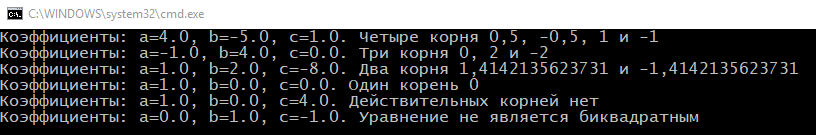 C:\WINDOWS\system32\cmd.exe
Коэффициенты: a=4.0, b=-5.0, c=1.0. Четыре корня 0,5, -0,5, 1 и -1
Коэффициенты: a=-1.0, b=4.0, c=0.0. Три корня 0, 2 и -2
Коэффициенты: a=1.0, b=2.0, c=-8.0. Два корня 1,4142135623731 и -1,4142135623731
Коэффициенты: a=1.0, b=0.0, c=0.0. Один корень 0
Коэффициенты: a=1.0, b=0.0, c=4.0. Действительных корней нет
Коэффициенты: a=0.0, b=1.0, c=-1.0. Уравнение не является биквадратным